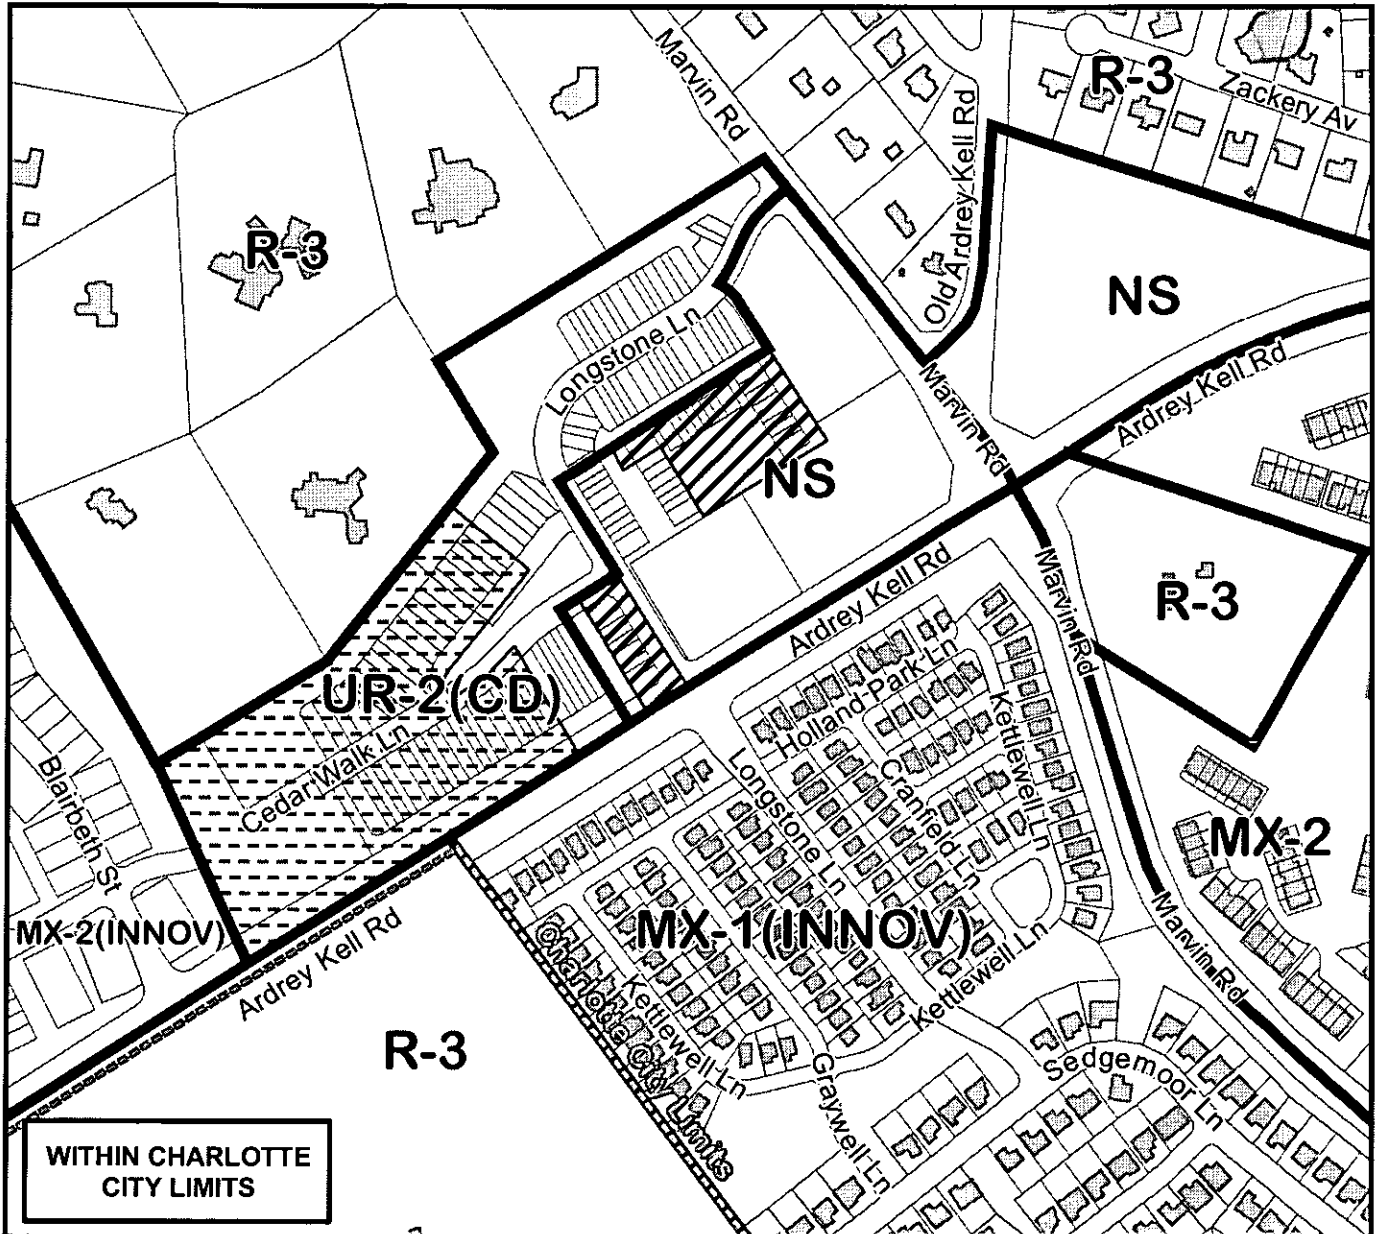 Marvin Rd
R-3
Zackery Av
Old Ardrey Kell Rd
R-3
NS
Longstone Ln
Ardrey Kell Rd
Marvin Rd
NS
Ardrey Kell Rd
Marvin Rd
R-3
Holland Park Ln
Kettlewell Ln
UR-2(CD)
Cedar Walk Ln
Longstone Ln
Cranfield Ln
Blairbeth St
MX-2
MX-2(INNOV)
MX-1(INNOV)
Marvin Rd
Ardrey Kell Rd
Kettlewell Ln
Kettlewell Ln
Charlotte City Limits
R-3
Graywell Ln
Sedgemoor Ln
WITHIN CHARLOTTE
CITY LIMITS